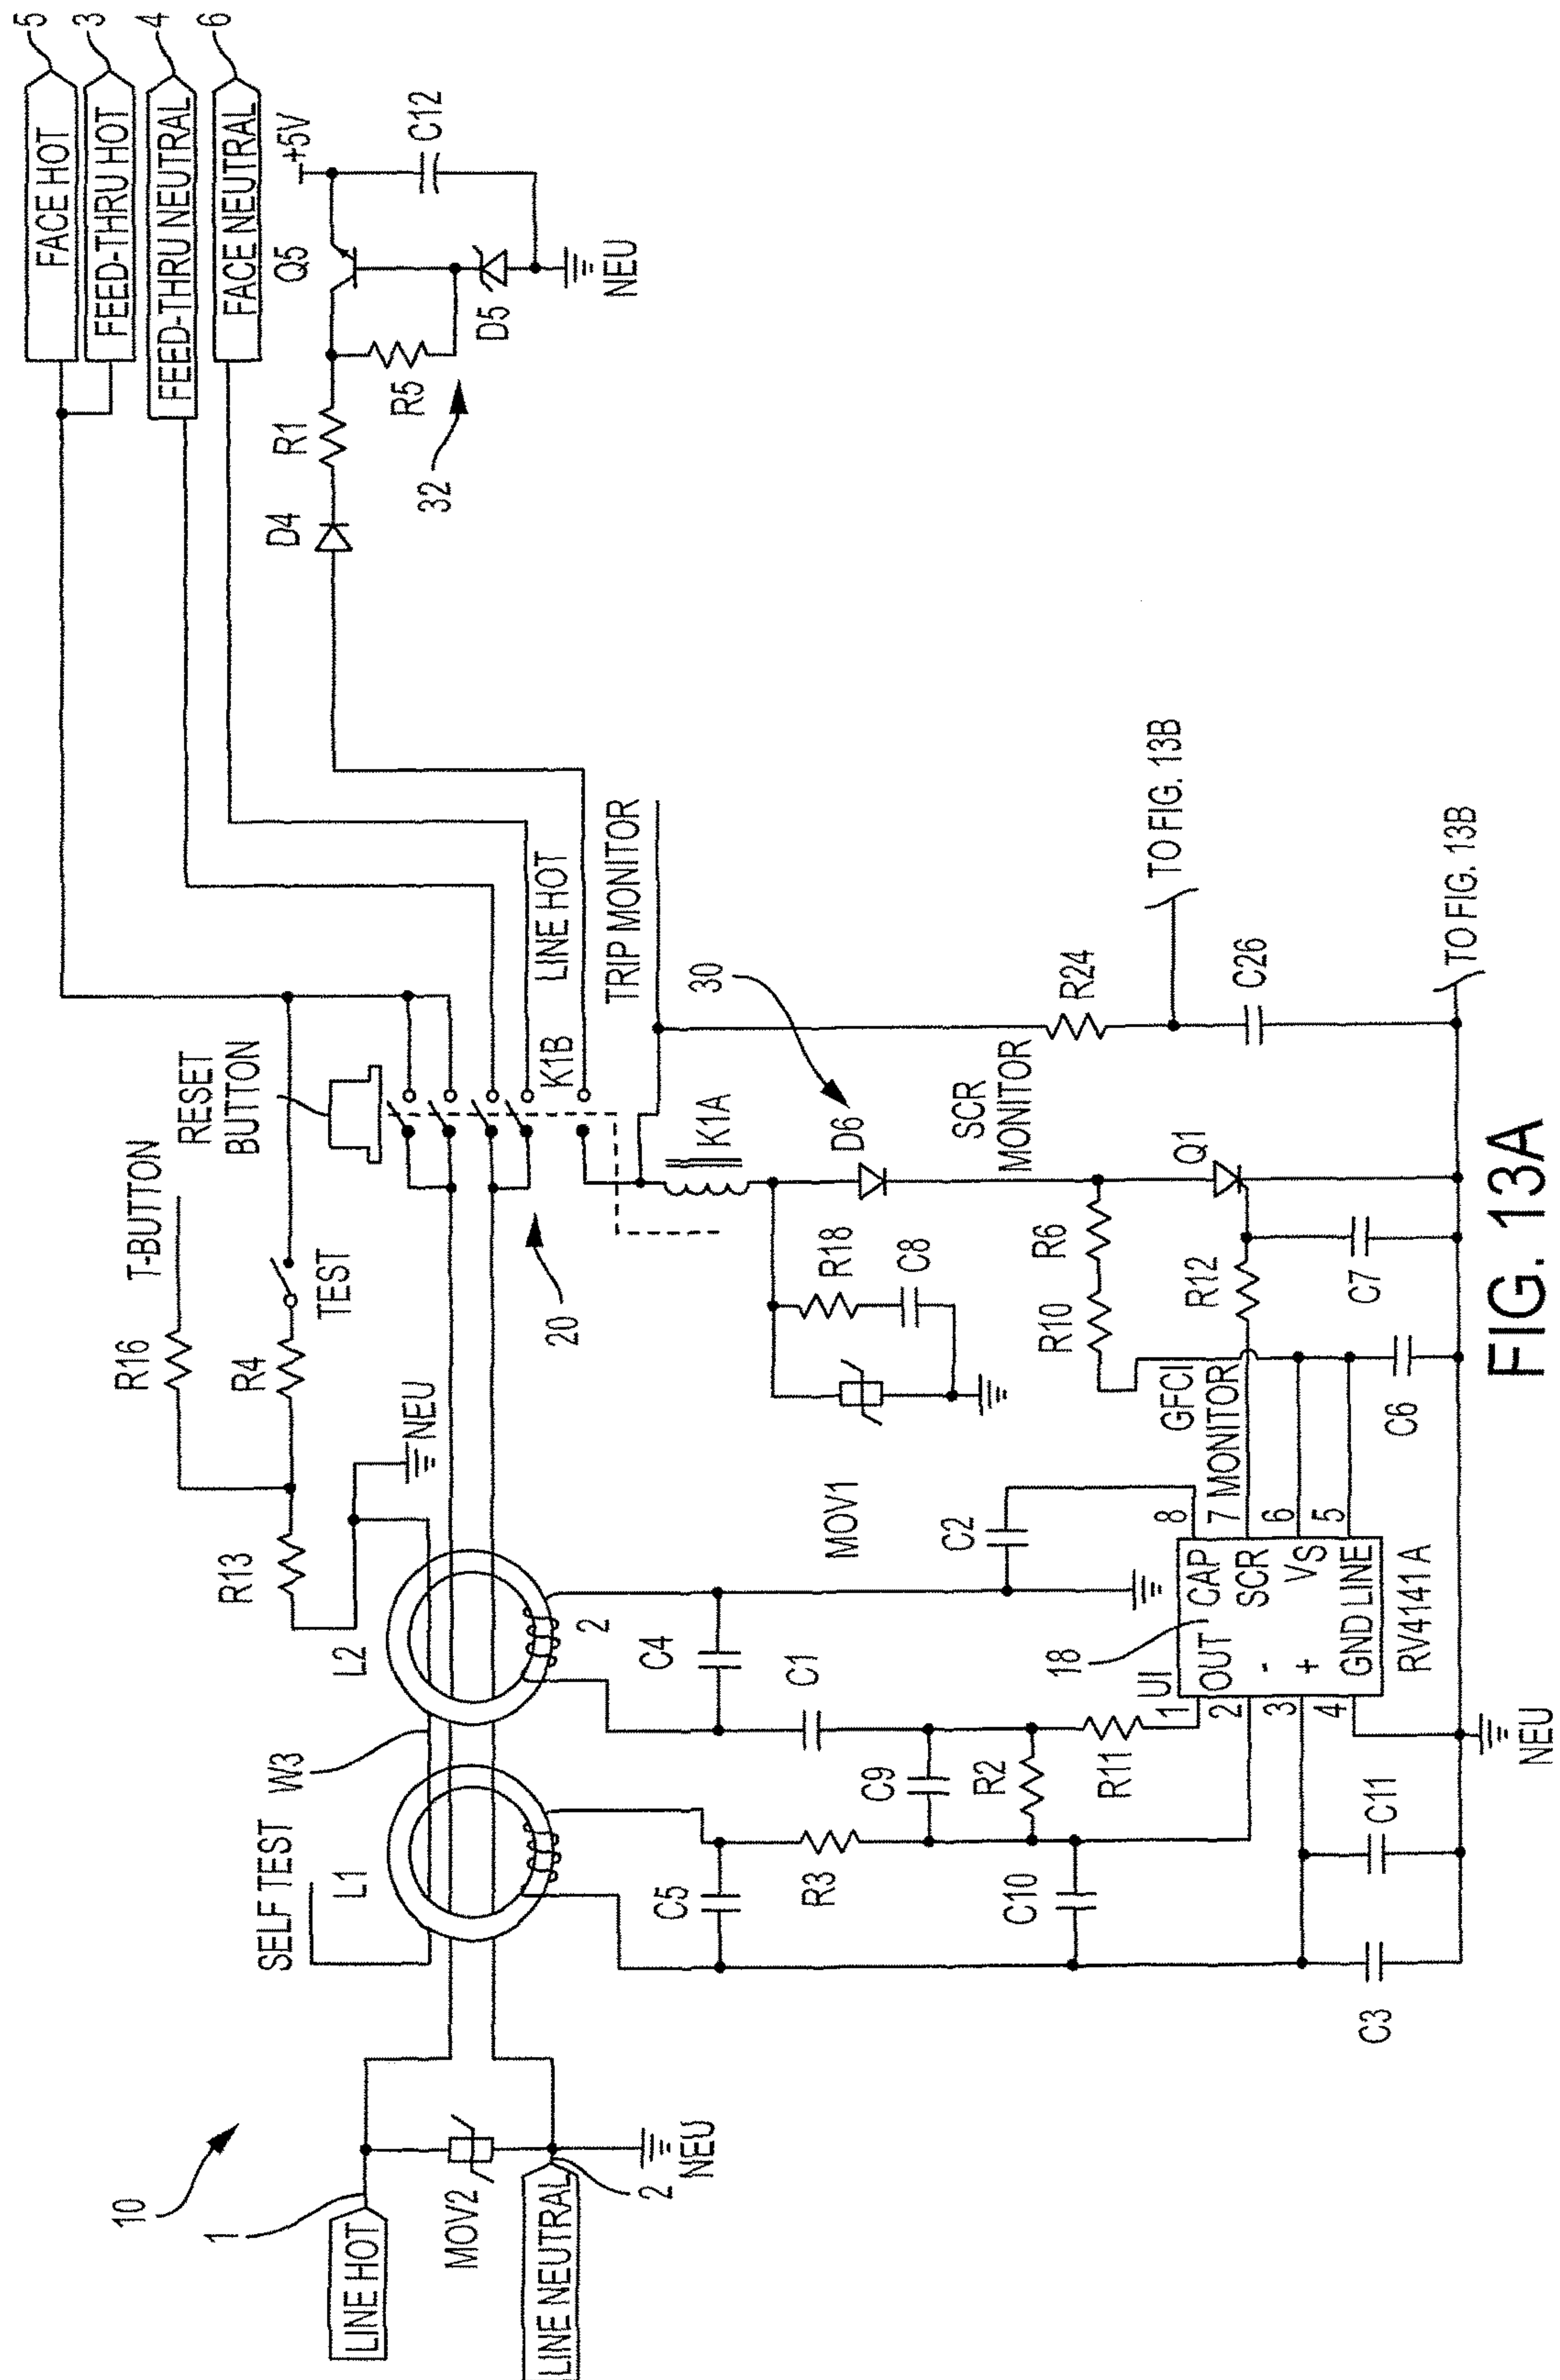 5
3
4
6
FACE HOT
FEED-THRU HOT
FEED-THRU NEUTRAL
FACE NEUTRAL
+5V
C12
Q5
NEU
D5
R5
R1
D4
32
TO FIG. 13B
TO FIG. 13B
TRIP MONITOR
LINE HOT
K1B
30
R24
C26
SCR
MONITOR
RESET
BUTTON
T-BUTTON
K1A
D6
Q1
20
TEST
R16
R4
R18
C8
R6
R10
R12
C7
C6
GFCI
MONITOR
NEU
MOV1
R13
L2
2
C4
C1
C2
8
7
6
5
CAP
SCR
VS
LINE
18
UI
OUT
-
+
GND
RV4141A
1
2
3
4
NEU
R11
R2
C9
W3
SELF TEST
L1
C5
R3
C10
C11
C3
10
1
LINE HOT
MOV2
LINE NEUTRAL
2
NEU
FIG. 13A